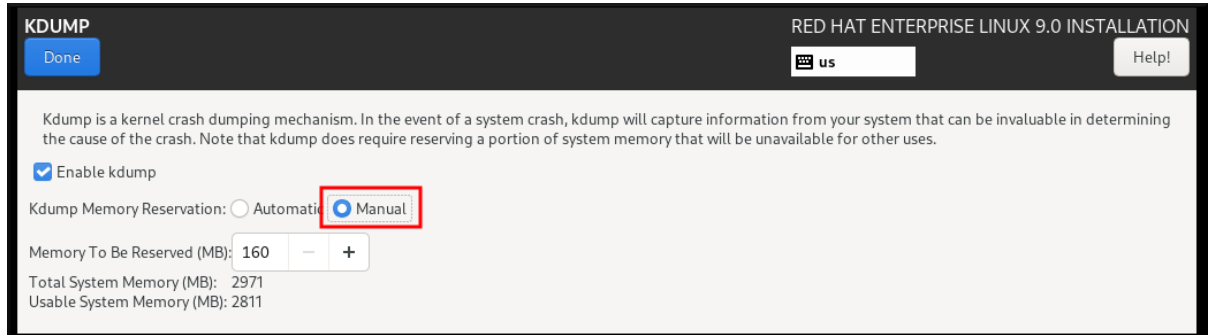 KDUMP
RED HAT ENTERPRISE LINUX 9.0 INSTALLATION
Done
us
Help!
Kdump is a kernel crash dumping mechanism. In the event of a system crash, kdump will capture information from your system that can be invaluable in determining
the cause of the crash. Note that kdump does require reserving a portion of system memory that will be unavailable for other uses.
Enable kdump
Kdump Memory Reservation: Automatic Manual
Memory To Be Reserved (MB): 160 − +
Total System Memory (MB): 2971
Usable System Memory (MB): 2811